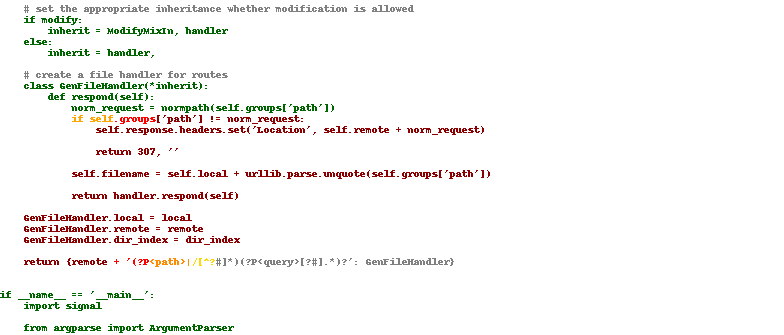 # set the appropriate inheritance whether modification is allowed
if modify:
inherit = ModifyMixIn, handler
else:
inherit = handler,
# create a file handler for routes
class GenFileHandler(*inherit):
def respond(self):
norm_request = normpath(self.groups['path'])
if self.groups['path'] != norm_request:
self.response.headers.set('Location', self.remote + norm_request)
return 307, ''
self.filename = self.local + urllib.parse.unquote(self.groups['path'])
return handler.respond(self)
GenFileHandler.local = local
GenFileHandler.remote = remote
GenFileHandler.dir_index = dir_index
return {remote + '(?P<path>|/[^?#]*)(?P<query>[?#].*)?': GenFileHandler}
if __name__ == '__main__':
import signal
from argparse import ArgumentParser